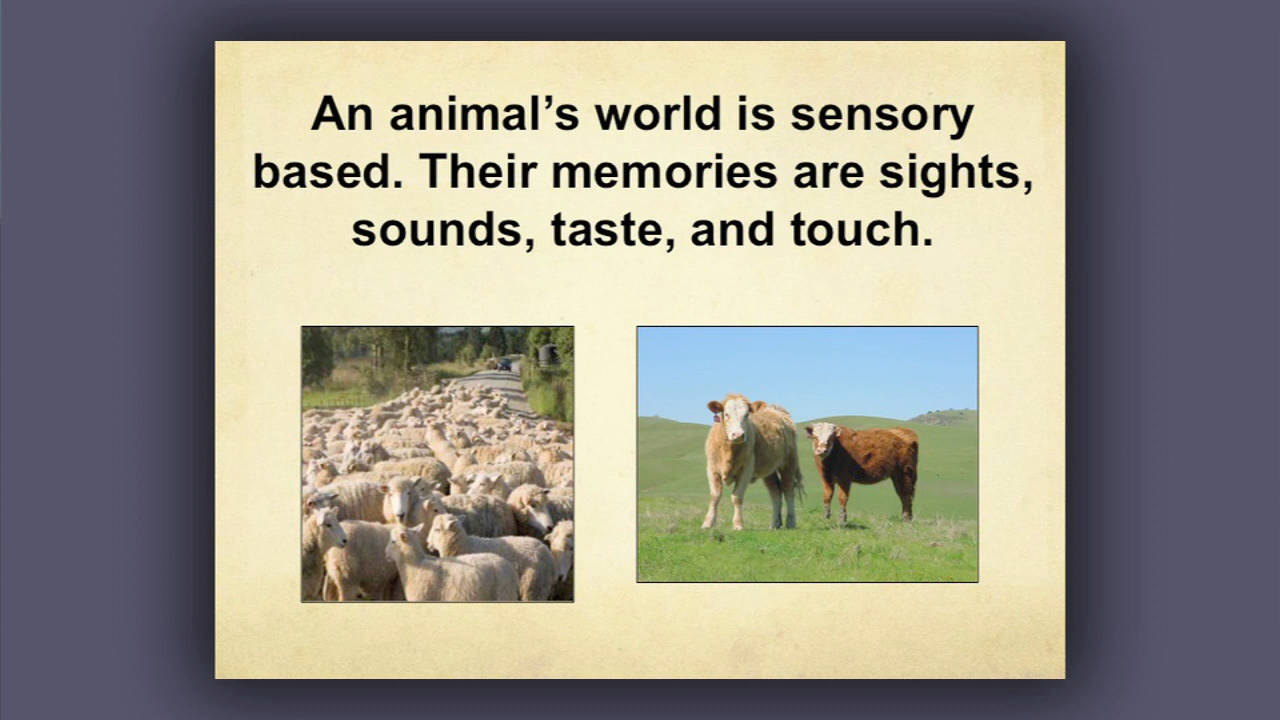 An animal’s world is sensory
based. Their memories are sights,
sounds, taste, and touch.